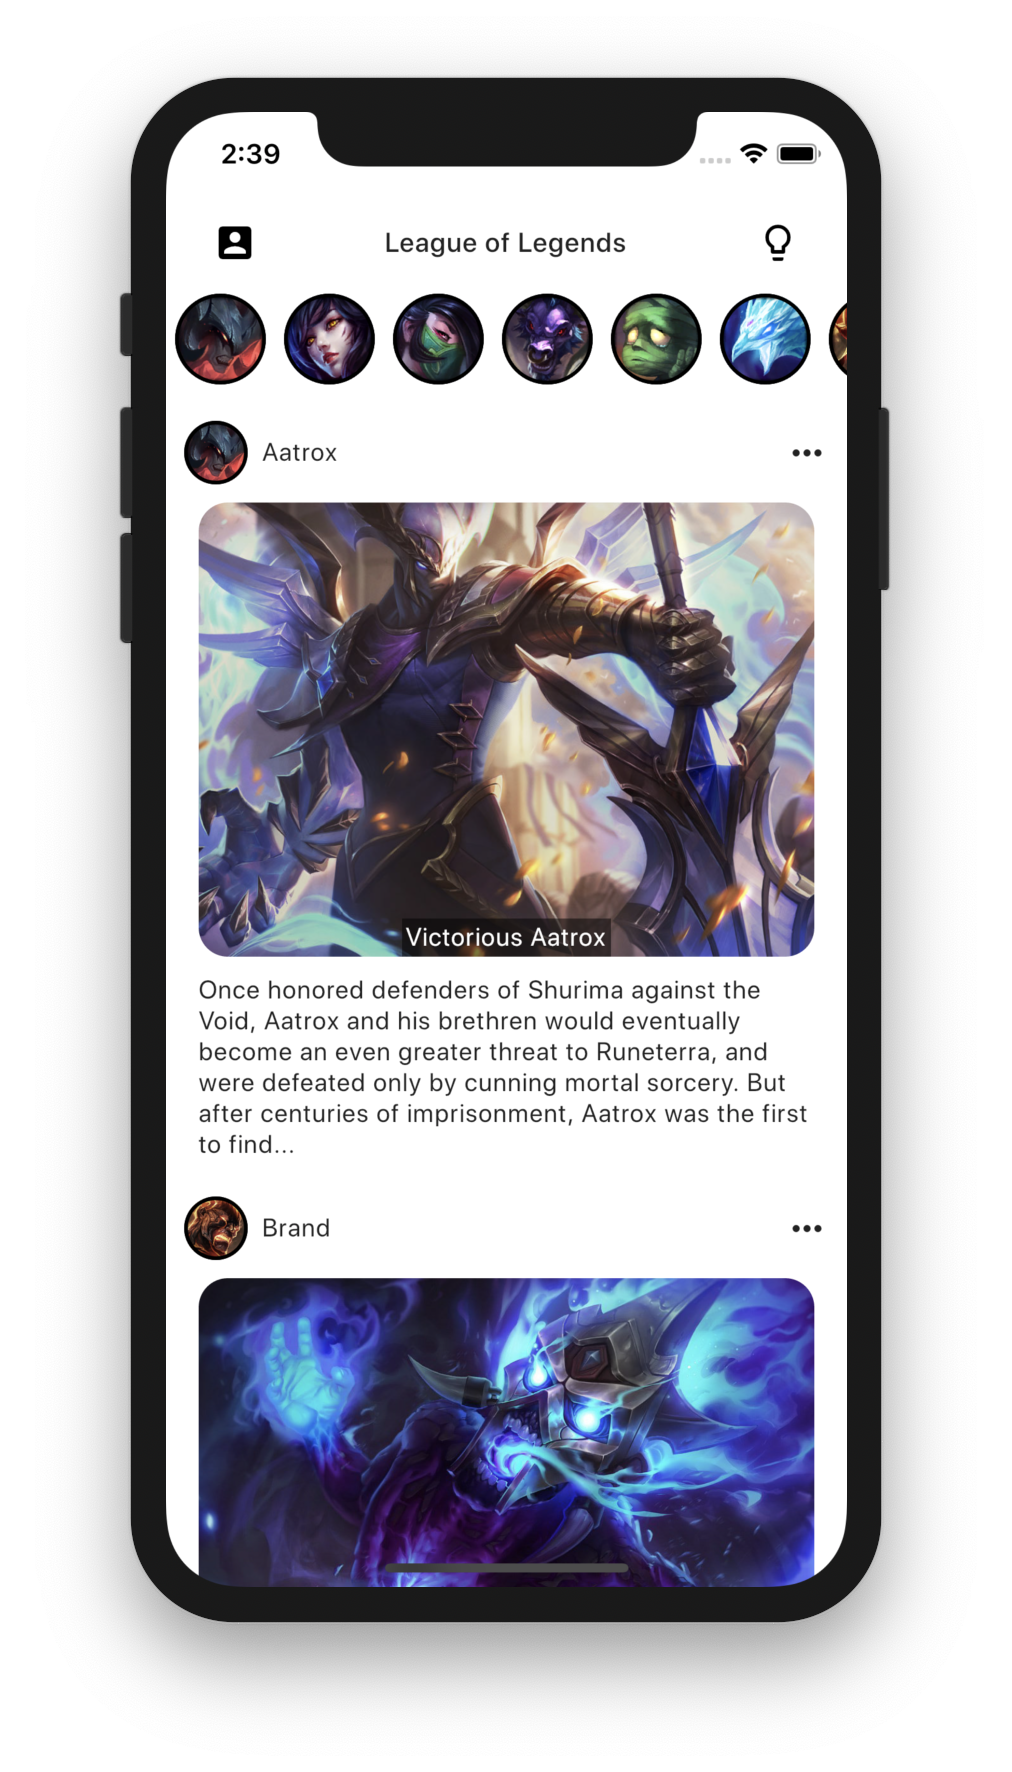 2:39
League of Legends
Aatrox
Victorious Aatrox
Once honored defenders of Shurima against the
Void, Aatrox and his brethren would eventually
become an even greater threat to Runeterra, and
were defeated only by cunning mortal sorcery. But
after centuries of imprisonment, Aatrox was the first
to find...
Brand